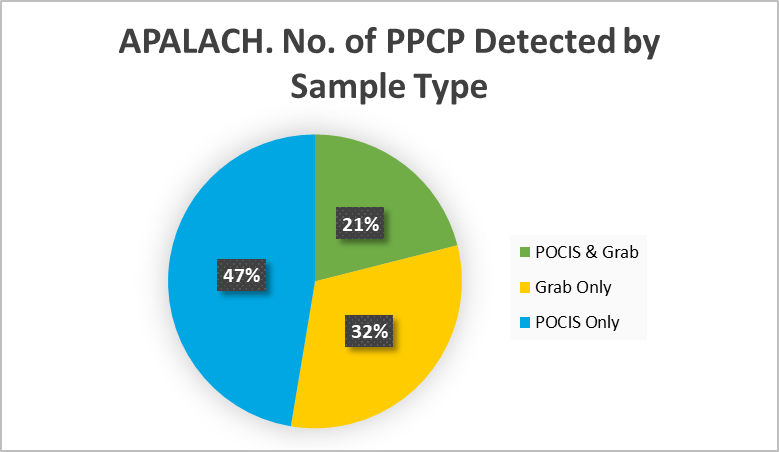 APALACH. No. of PPCP Detected by
Sample Type
21%
47%
32%
POCIS & Grab
Grab Only
POCIS Only